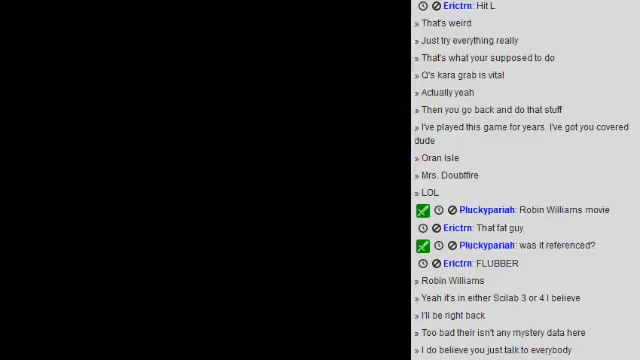 Erictrn: Hit L
» That's weird
» Just try everything really
» That's what your supposed to do
» Q's kara grab is vital
» Actually yeah
» Then you go back and do that stuff
» I've played this game for years. I've got you covered
dude
» Oran Isle
» Mrs. Doubtfire
» LOL
Pluckypariah: Robin Williams movie
Erictrn: That fat guy
Pluckypariah: was it referenced?
Erictrn: FLUBBER
» Robin Williams
» Yeah it's in either Scilab 3 or 4 I believe
» I'll be right back
» Too bad their isn't any mystery data here
» I do believe you just talk to everybody